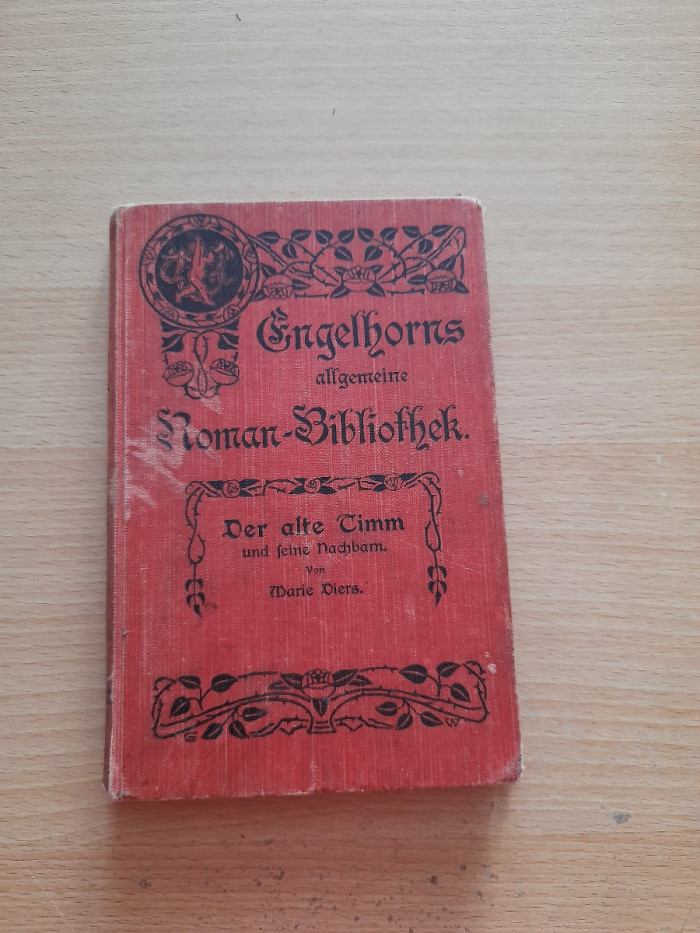 Engelhorns
allgemeine
Roman-Bibliothek.
Der alte Timm
und seine Nachbarn.
Von
Marie Diers.
G W